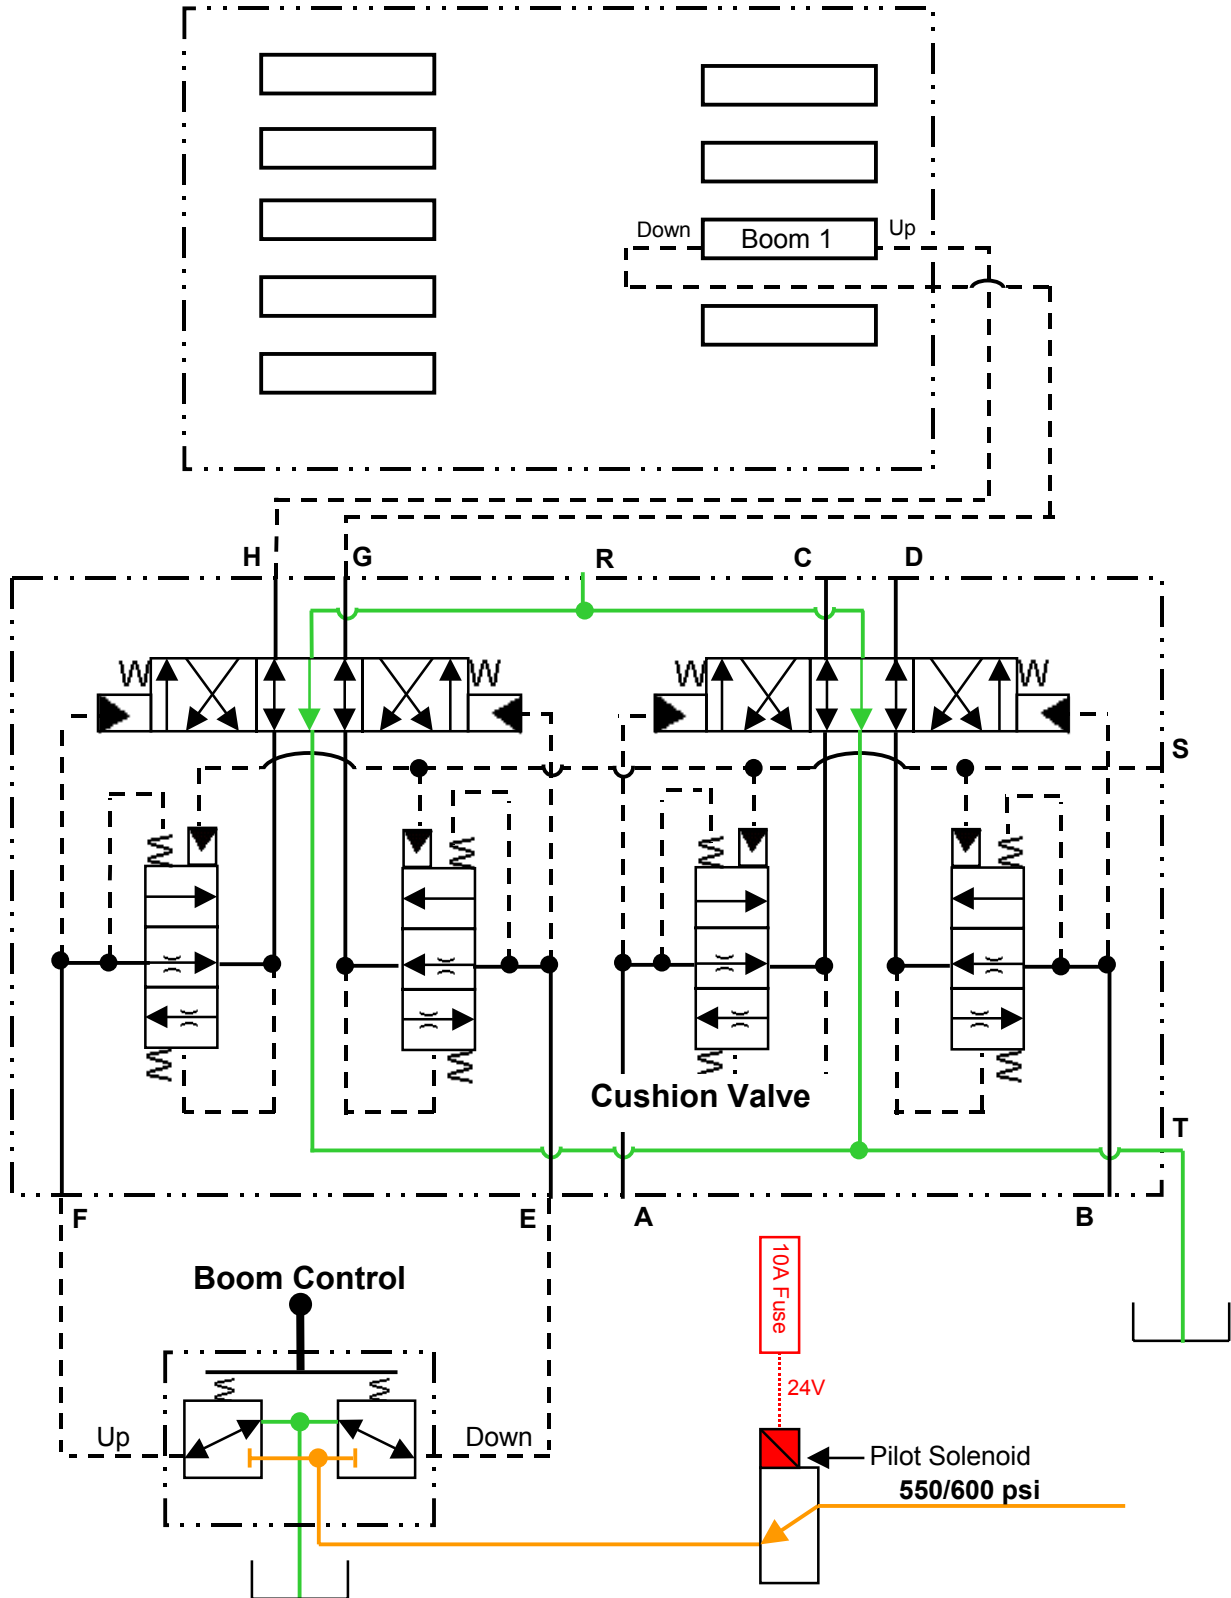 Down
Boom 1
Up
H
G
R
C
D
S
Cushion Valve
T
F
E
A
B
Boom Control
10A Fuse
24V
Up
Down
Pilot Solenoid
550/600 psi